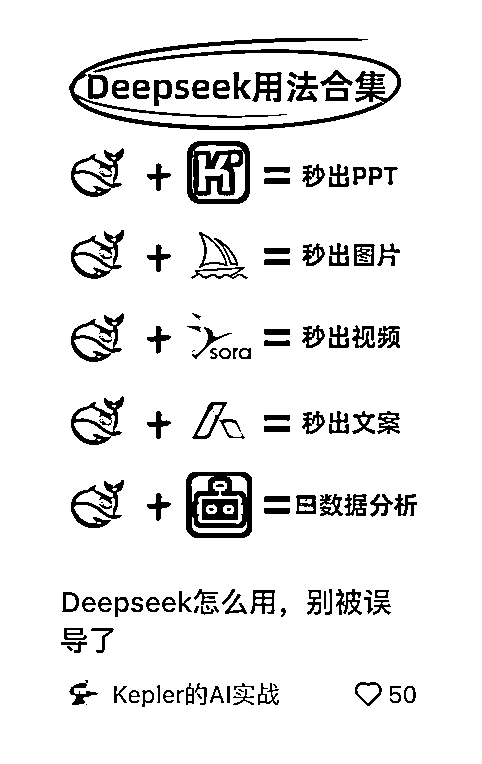 Deepseek用法合集
+ K = 秒出PPT
+ = 秒出图片
+ sora = 秒出视频
+ = 秒出文案
+ = 数据分析
Deepseek怎么用，别被误
导了
Kepler的AI实战 50